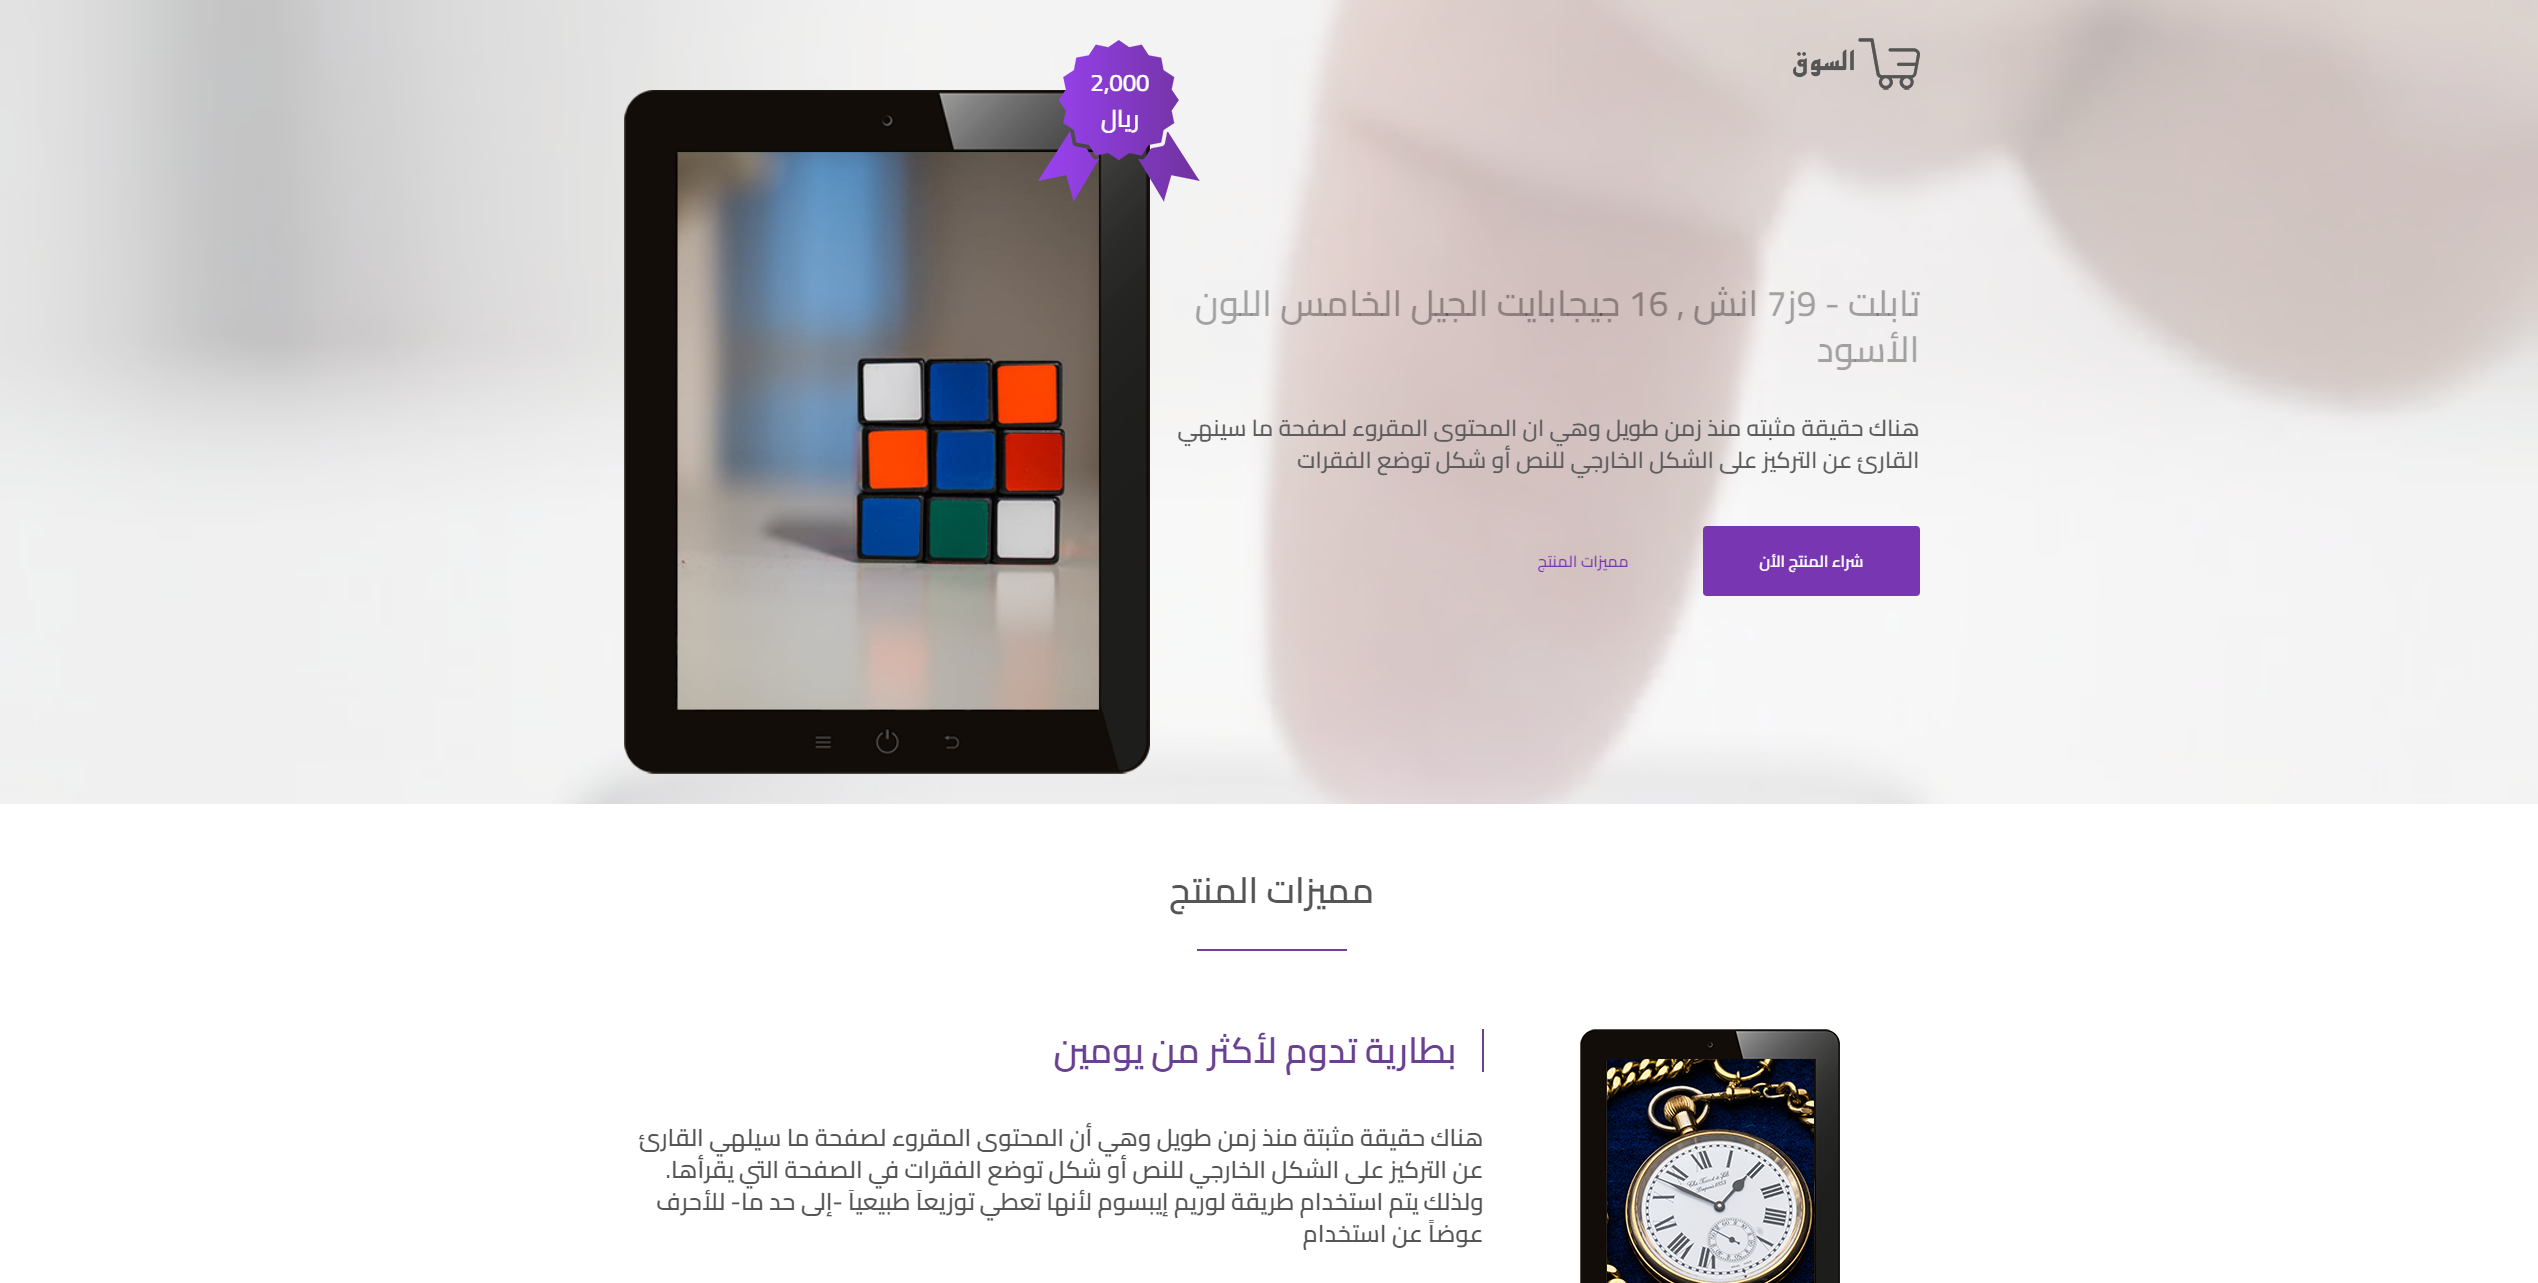 السوق
2,000
ريال
تابلت - 7j9 انش , 16 جيجابايت الجيل الخامس اللون
الأسود
هناك حقيقة مثبته منذ زمن طويل وهي ان المحتوى المقروء لصفحة ما سينهي
القارئ عن التركيز على الشكل الخارجي للنص أو شكل توضع الفقرات
شراء المنتج الأن
مميزات المنتج
مميزات المنتج
بطارية تدوم لأكثر من يومين
هناك حقيقة مثبتة منذ زمن طويل وهي أن المحتوى المقروء لصفحة ما سيلهي القارئ
عن التركيز على الشكل الخارجي للنص أو شكل توضع الفقرات في الصفحة التي يقرأها.
ولذلك يتم استخدام طريقة لوريم إيبسوم لأنها تعطي توزيعاَ طبيعياَ -إلى حد ما- للأحرف
عوضاً عن استخدام